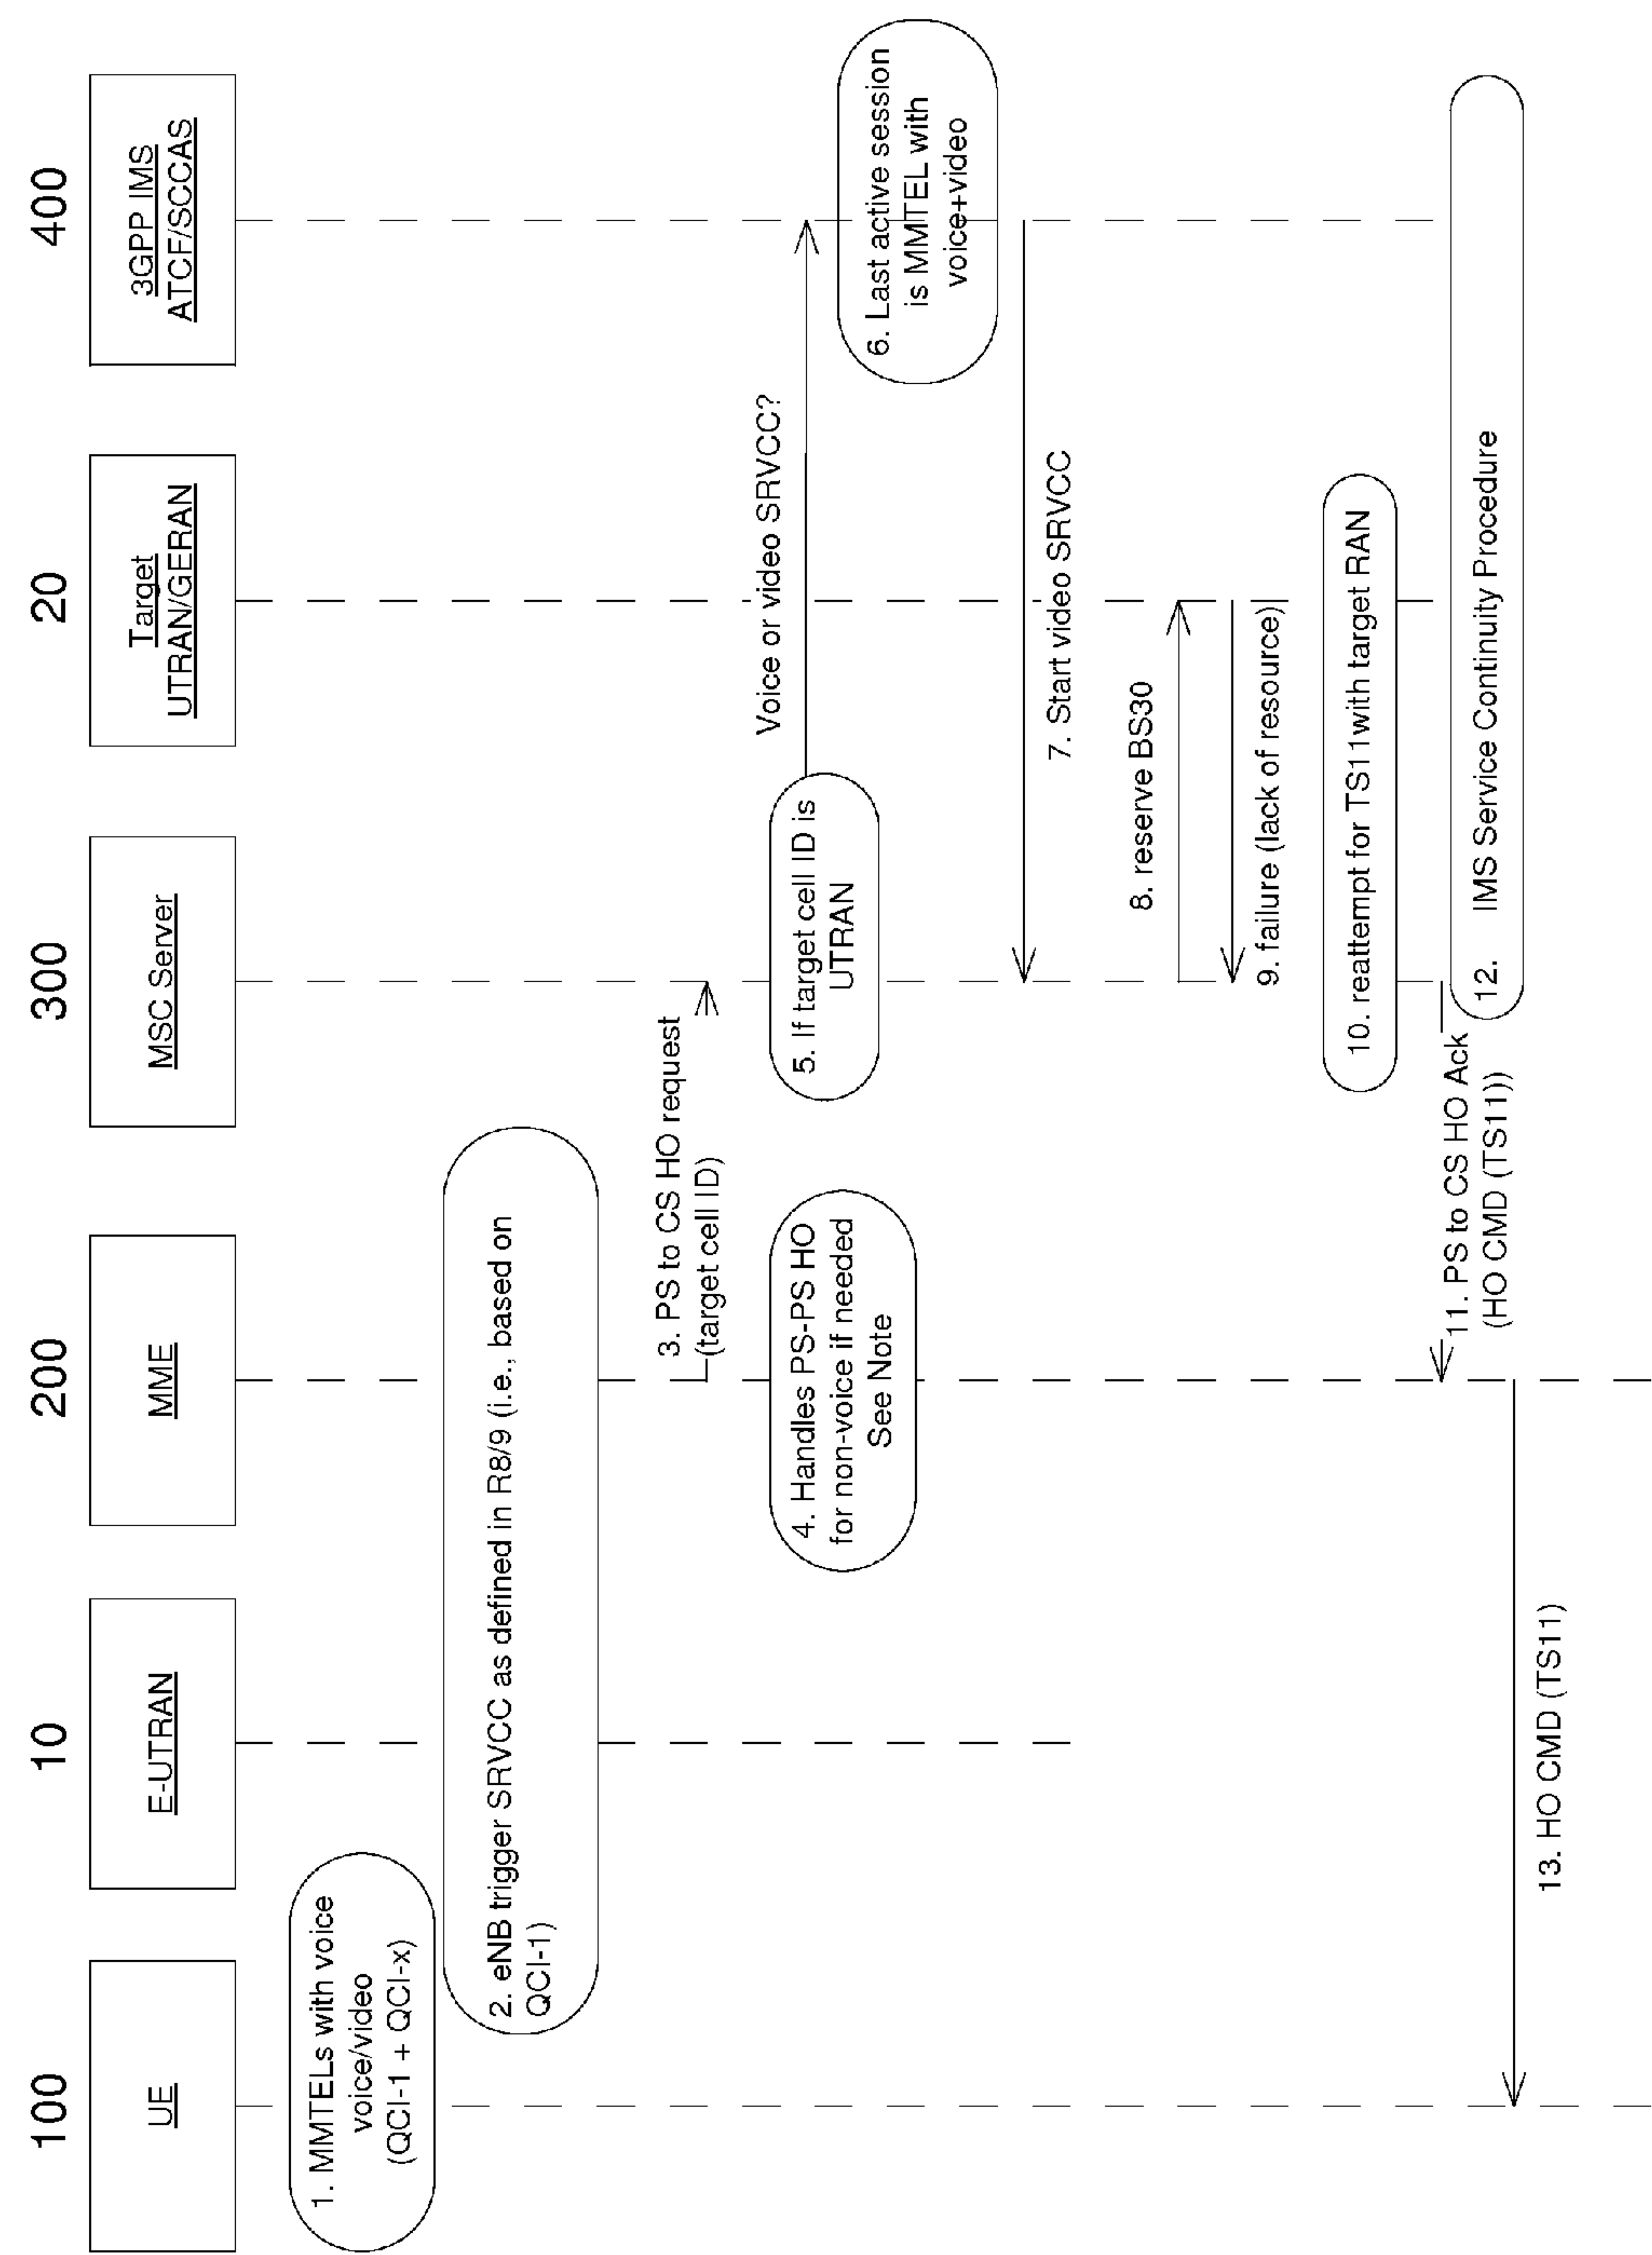 100
10
200
300
20
400
UE
E-UTRAN
MME
MSC Server
Target
UTRAN/GERAN
3GPP IMS
ATCF/SCCAS
1. MMTELs with voice
voice/video
(QCI-1 + QCI-x)
2. eNB trigger SRVCC as defined in R8/9 (i.e., based on
QCI-1)
3. PS to CS HO request
(target cell ID)
4. Handles PS-PS HO
for non-voice if needed
See Note
5. If target cell ID is
UTRAN
Voice or video SRVCC?
6. Last active session
is MMTEL with
voice+video
7. Start video SRVCC
8. reserve BS30
9. failure (lack of resource)
10. reattempt for TS11with target RAN
11. PS to CS HO Ack
(HO CMD (TS11))
12. IMS Service Continuity Procedure
13. HO CMD (TS11)